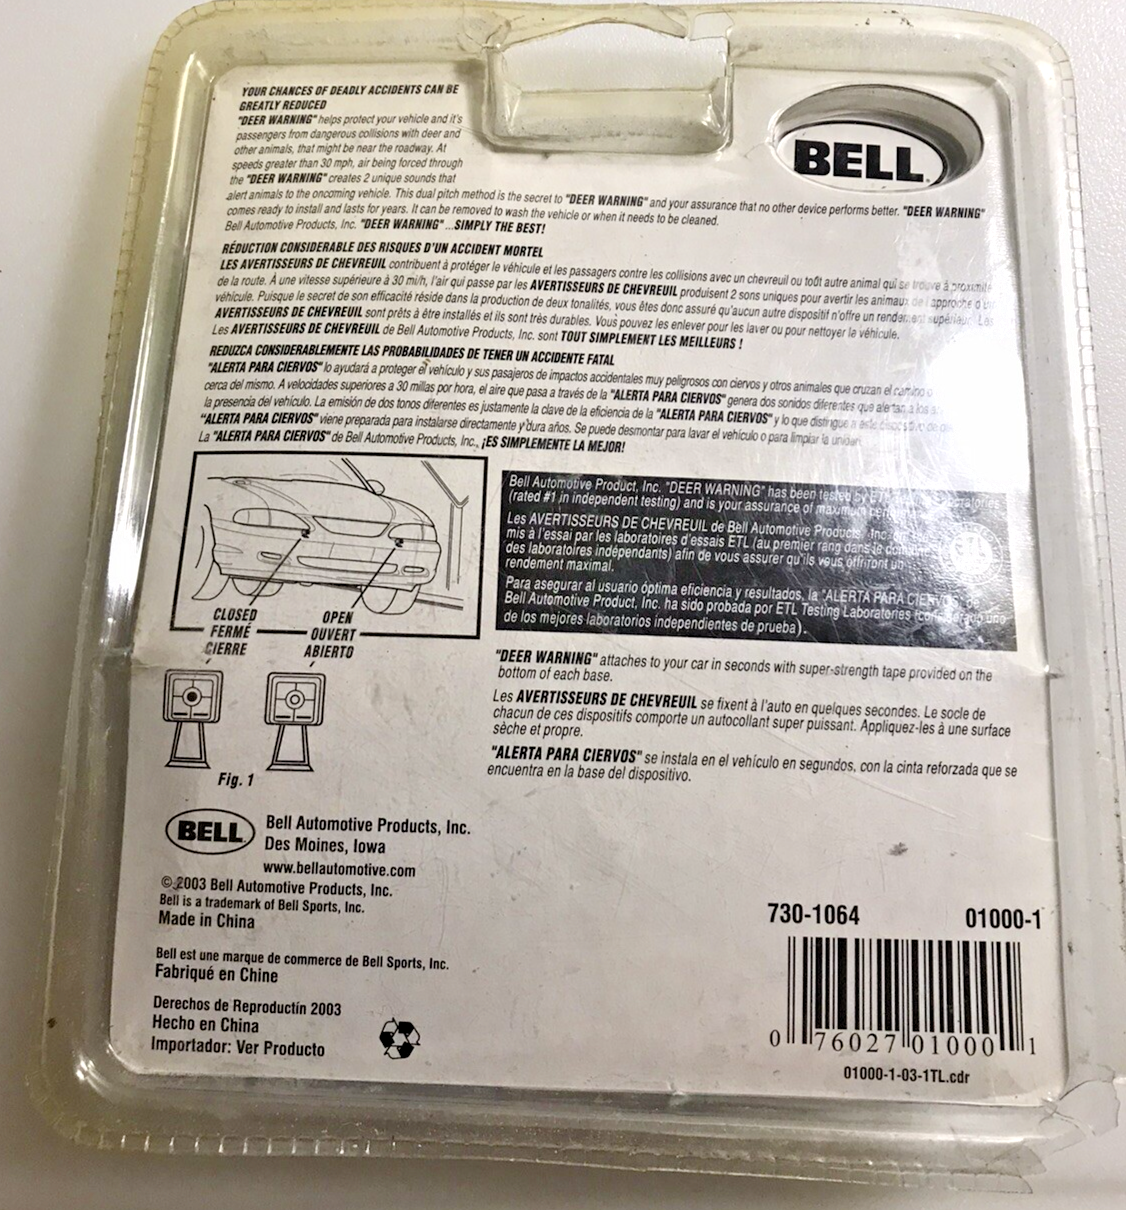 YOUR CHANCES OF DEADLY ACCIDENTS CAN BE
GREATLY REDUCED
"DEER WARNING" helps protect your vehicle and it's
passengers from dangerous collisions with deer and
other animals, that might be near the roadway. At
speeds greater than 30 mph, air being forced through
the "DEER WARNING" creates 2 unique sounds that
alert animals to the oncoming vehicle. This dual pitch method is the secret to "DEER WARNING" and your assurance that no other device performs better. "DEER WARNING"
comes ready to install and lasts for years. It can be removed to wash the vehicle or when it needs to be cleaned.
Bell Automotive Products, Inc. "DEER WARNING"...SIMPLY THE BEST!
BELL
RÉDUCTION CONSIDERABLE DES RISQUES D'UN ACCIDENT MORTEL
LES AVERTISSEURS DE CHEVREUIL contribuent à protéger le véhicule et les passagers contre les collisions avec un chevreuil ou toût autre animal qui se trouve à proximité
de la route. À une vitesse supérieure à 30 mi/h, l'air qui passe par les AVERTISSEURS DE CHEVREUIL produisent 2 sons uniques pour avertir les animaux de l'approche d'un
véhicule. Puisque le secret de son efficacité réside dans la production de deux tonalités, vous êtes donc assuré qu'aucun autre dispositif n'offre un rendement supérieur. Les
AVERTISSEURS DE CHEVREUIL sont prêts à être installés et ils sont très durables. Vous pouvez les enlever pour les laver ou pour nettoyer le véhicule.
Les AVERTISSEURS DE CHEVREUIL de Bell Automotive Products, Inc. sont TOUT SIMPLEMENT LES MEILLEURS !
REDUZCA CONSIDERABLEMENTE LAS PROBABILIDADES DE TENER UN ACCIDENTE FATAL
"ALERTA PARA CIERVOS" lo ayudará a proteger el vehículo y sus pasajeros de impactos accidentales muy peligrosos con ciervos y otros animales que cruzan el camino o
cerca del mismo. A velocidades superiores a 30 millas por hora, el aire que pasa a través de la "ALERTA PARA CIERVOS" genera dos sonidos diferentes que alertan a los
la presencia del vehículo. La emisión de dos tonos diferentes es justamente la clave de la eficiencia de la "ALERTA PARA CIERVOS" y lo que distingue a este dispositivo de
"ALERTA PARA CIERVOS" viene preparada para instalarse directamente y dura años. Se puede desmontar para lavar el vehículo o para limpiar la unidad.
La "ALERTA PARA CIERVOS" de Bell Automotive Products, Inc., ¡ES SIMPLEMENTE LA MEJOR!
CLOSED OPEN
FERMÉ OUVERT
CIERRE ABIERTO
Fig. 1
Bell Automotive Product, Inc. "DEER WARNING" has been tested by
(rated #1 in independent testing) and is your assurance of maximum
Les AVERTISSEURS DE CHEVREUIL de Bell Automotive Products, Inc.
mis à l'essai par les laboratoires d'essais ETL (au premier rang dans le
des laboratoires indépendants) afin de vous assurer qu'ils vous offriront un
rendement maximal.
Para asegurar al usuario óptima eficiencia y resultados, la "ALERTA PARA CIERVOS" de
Bell Automotive Product, Inc. ha sido probada por ETL Testing Laboratories (considerado uno
de los mejores laboratorios independientes de prueba).
"DEER WARNING" attaches to your car in seconds with super-strength tape provided on the
bottom of each base.
Les AVERTISSEURS DE CHEVREUIL se fixent à l'auto en quelques secondes. Le socle de
chacun de ces dispositifs comporte un autocollant super puissant. Appliquez-les à une surface
sèche et propre.
"ALERTA PARA CIERVOS" se instala en el vehículo en segundos, con la cinta reforzada que se
encuentra en la base del dispositivo.
BELL
Bell Automotive Products, Inc.
Des Moines, Iowa
www.bellautomotive.com
© 2003 Bell Automotive Products, Inc.
Bell is a trademark of Bell Sports, Inc.
Made in China
Bell est une marque de commerce de Bell Sports, Inc.
Fabriqué en Chine
Derechos de Reproductín 2003
Hecho en China
Importador: Ver Producto
730-1064 01000-1
0 76027 01000 1
01000-1-03-1TL.cdr